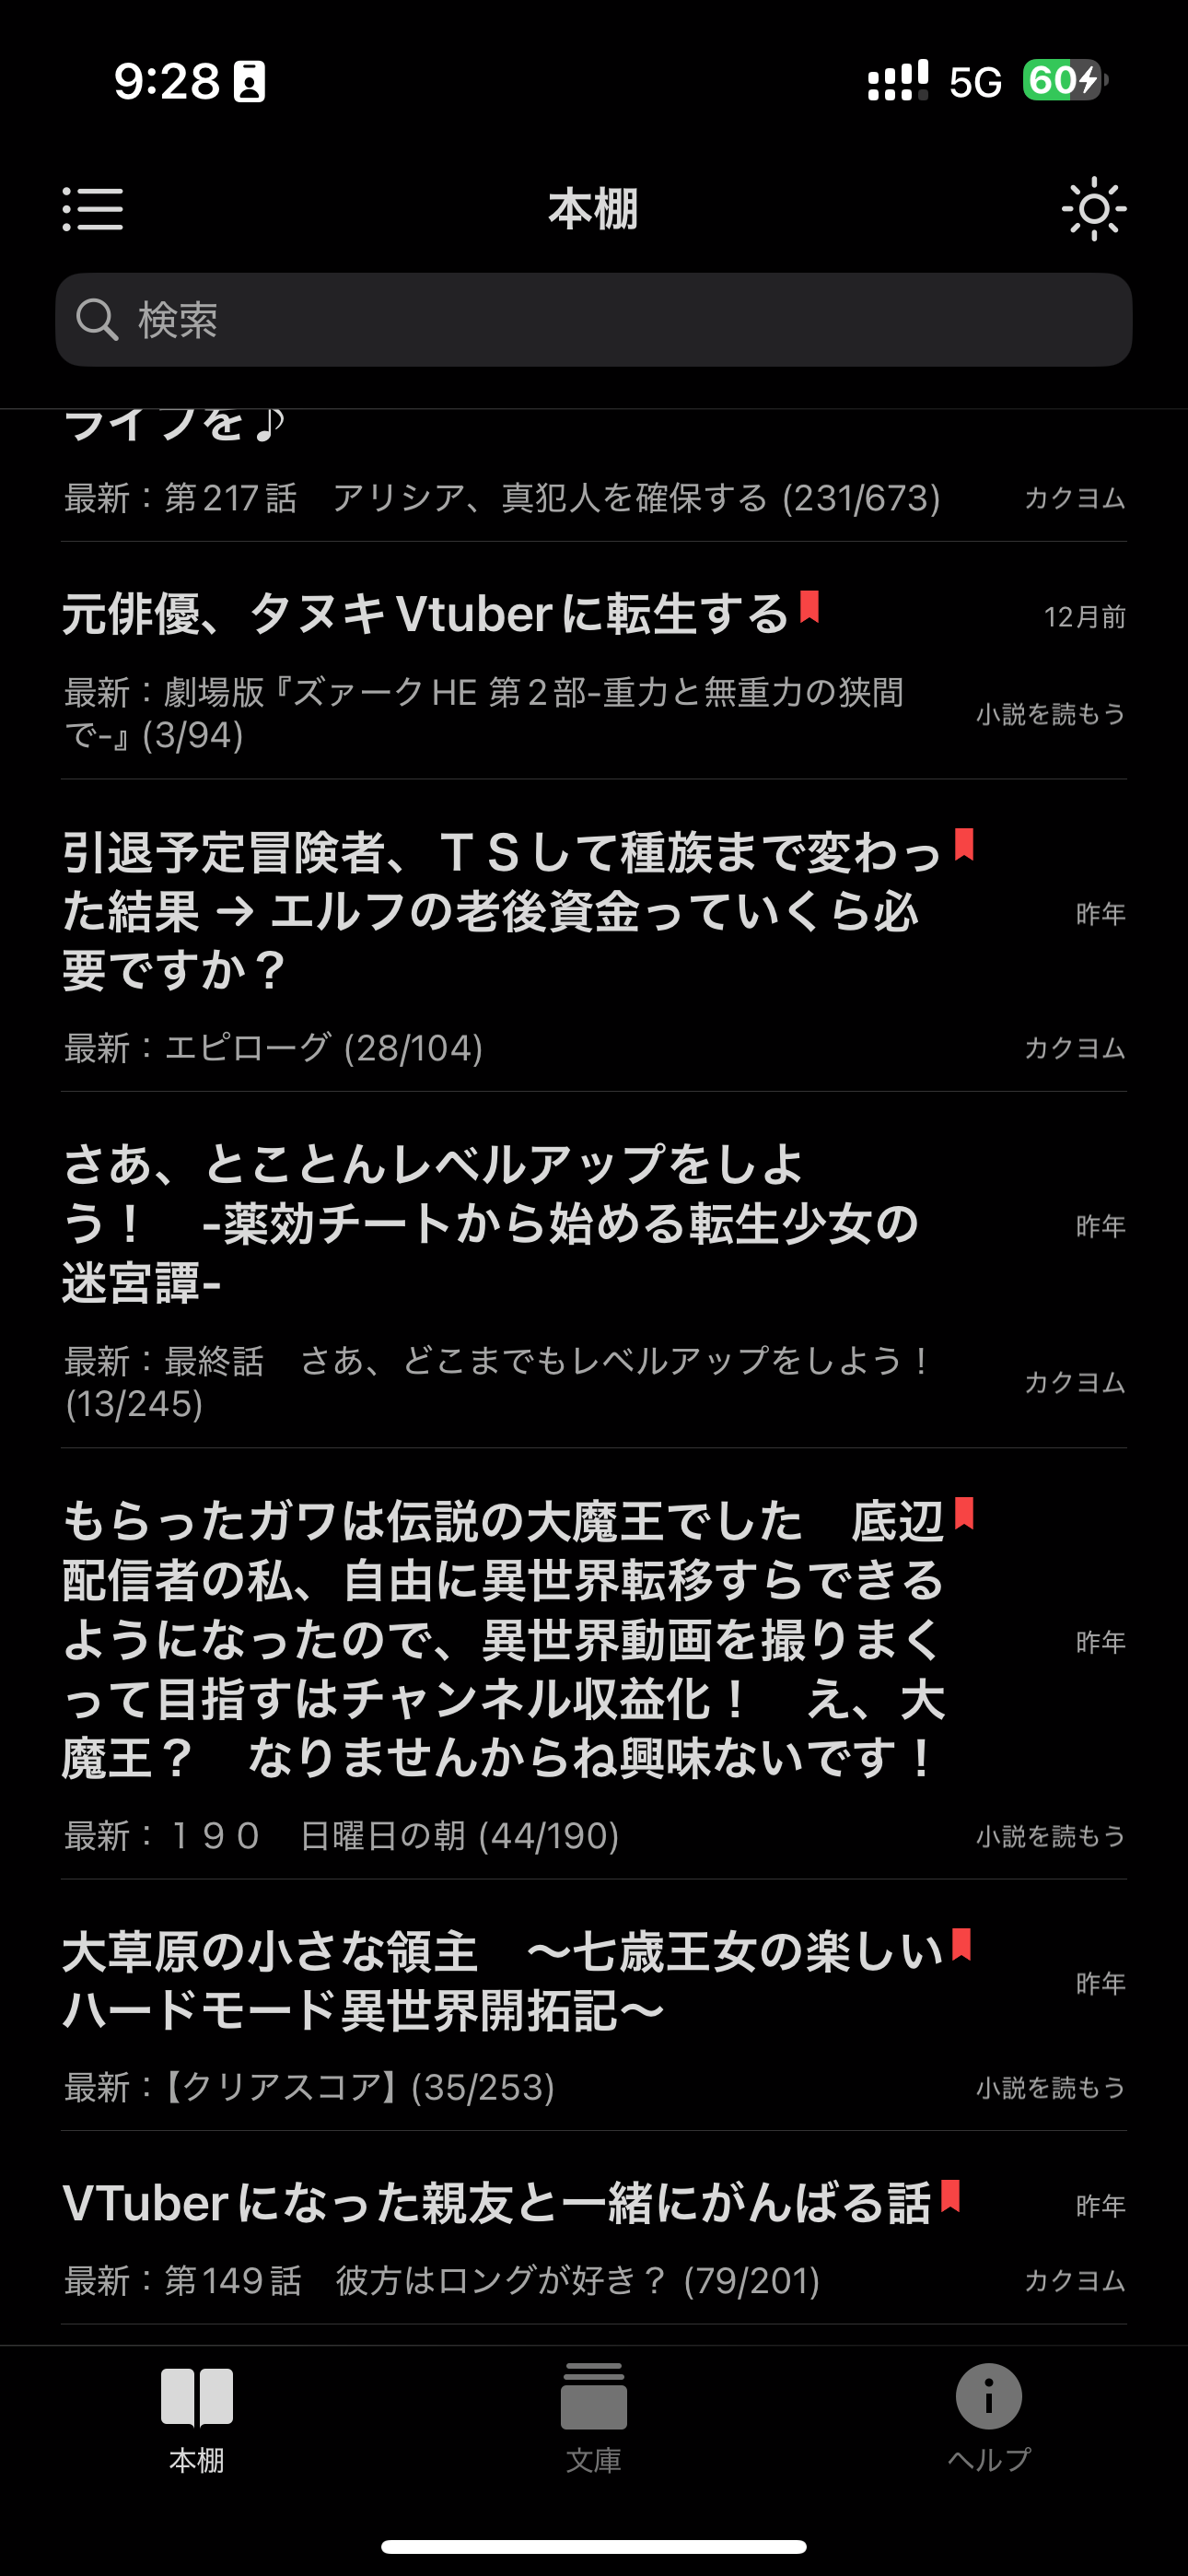 9:28 5G 60
本棚
検索
ライフを♪
最新：第217話　アリシア、真犯人を確保する (231/673) カクヨム
元俳優、タヌキVtuberに転生する 12月前
最新：劇場版『ズァークHE 第2部-重力と無重力の狭間
で-』(3/94) 小説を読もう
引退予定冒険者、ＴＳして種族まで変わっ
た結果 → エルフの老後資金っていくら必 昨年
要ですか？
最新：エピローグ (28/104) カクヨム
さあ、とことんレベルアップをしよ
う！　-薬効チートから始める転生少女の 昨年
迷宮譚-
最新：最終話　さあ、どこまでもレベルアップをしよう！
(13/245) カクヨム
もらったガワは伝説の大魔王でした　底辺
配信者の私、自由に異世界転移すらできる
ようになったので、異世界動画を撮りまく 昨年
って目指すはチャンネル収益化！　え、大
魔王？　なりませんからね興味ないです！
最新：１９０　日曜日の朝 (44/190) 小説を読もう
大草原の小さな領主　〜七歳王女の楽しい
ハードモード異世界開拓記〜 昨年
最新：【クリアスコア】(35/253) 小説を読もう
VTuberになった親友と一緒にがんばる話 昨年
最新：第149話　彼方はロングが好き？ (79/201) カクヨム
本棚 文庫 ヘルプ